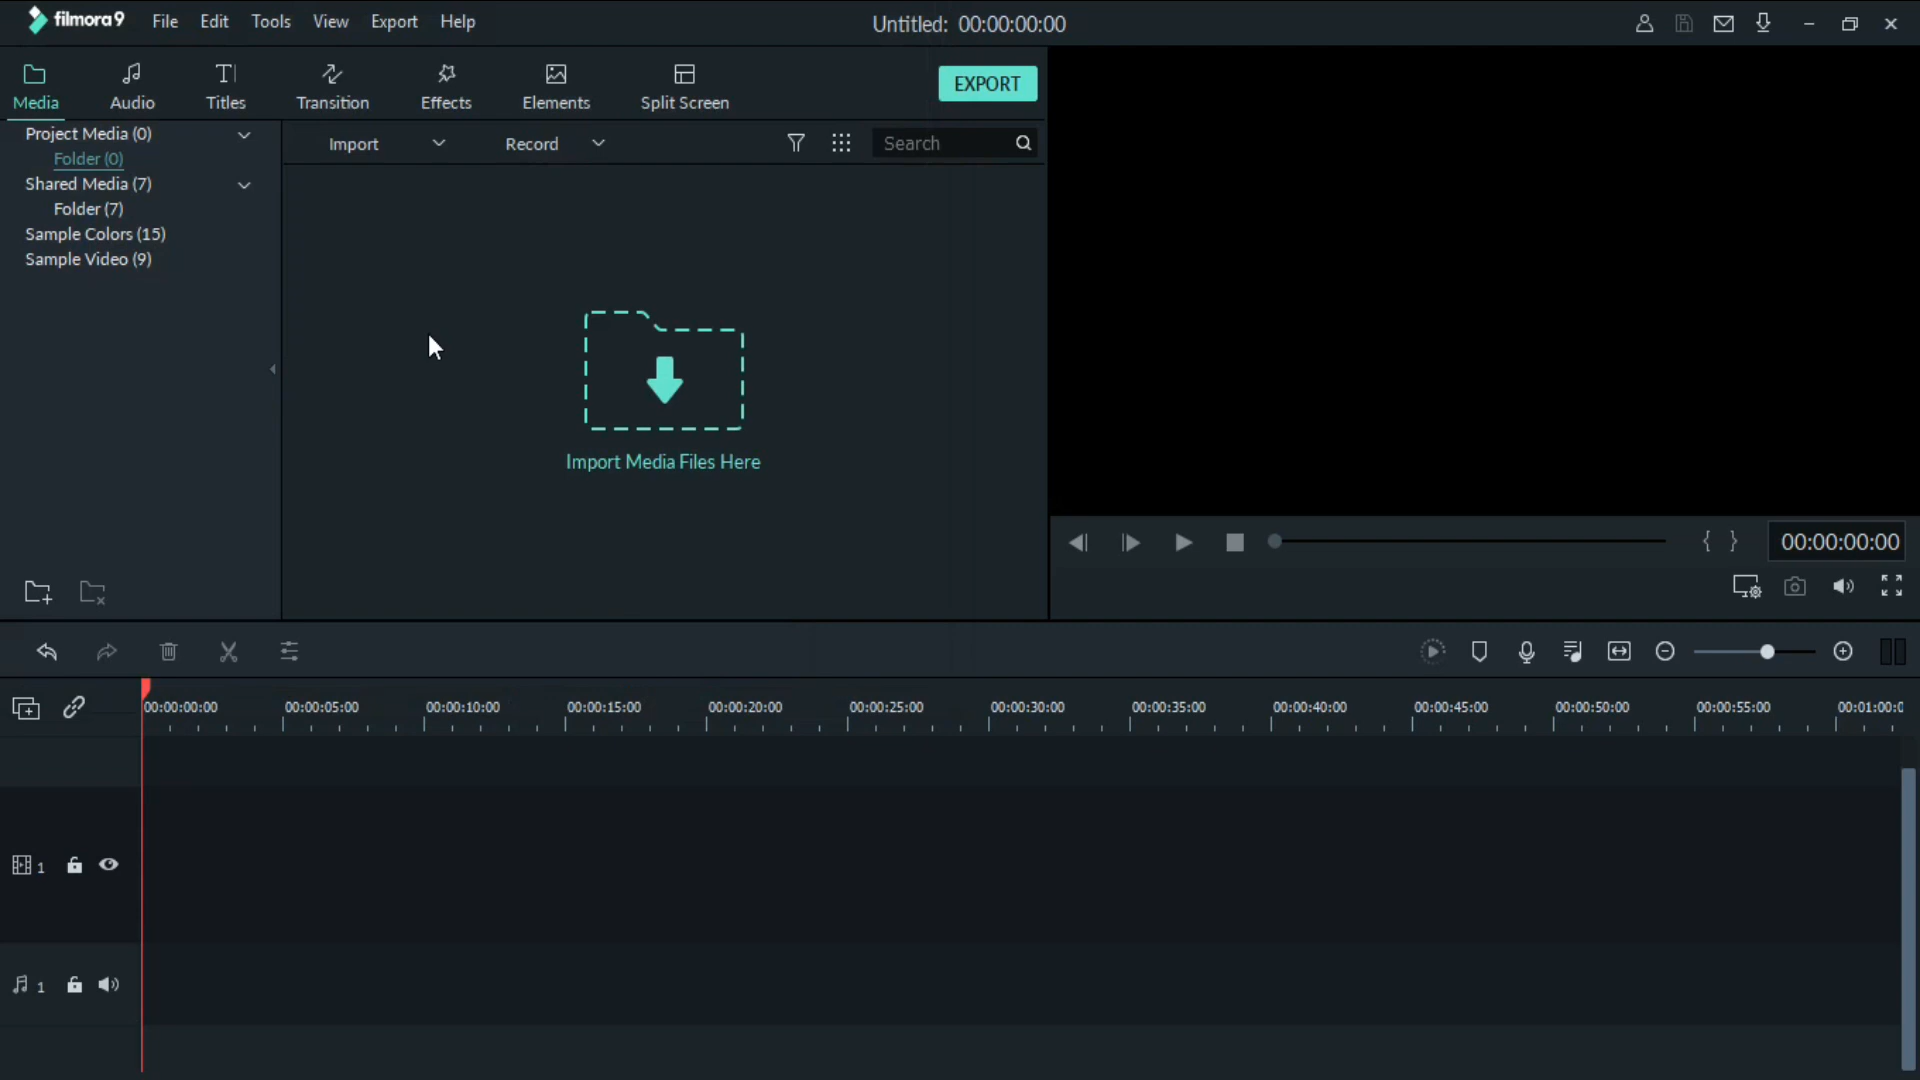 filmora9 File Edit Tools View Export Help
Untitled: 00:00:00:00
Media Audio Titles Transition Effects Elements Split Screen
EXPORT
Project Media (0)
Folder (0)
Shared Media (7)
Folder (7)
Sample Colors (15)
Sample Video (9)
Import Record Search
Import Media Files Here
{ } 00:00:00:00
00:00:00:00 00:00:05:00 00:00:10:00 00:00:15:00 00:00:20:00 00:00:25:00 00:00:30:00 00:00:35:00 00:00:40:00 00:00:45:00 00:00:50:00 00:00:55:00 00:01:00:0
1
1